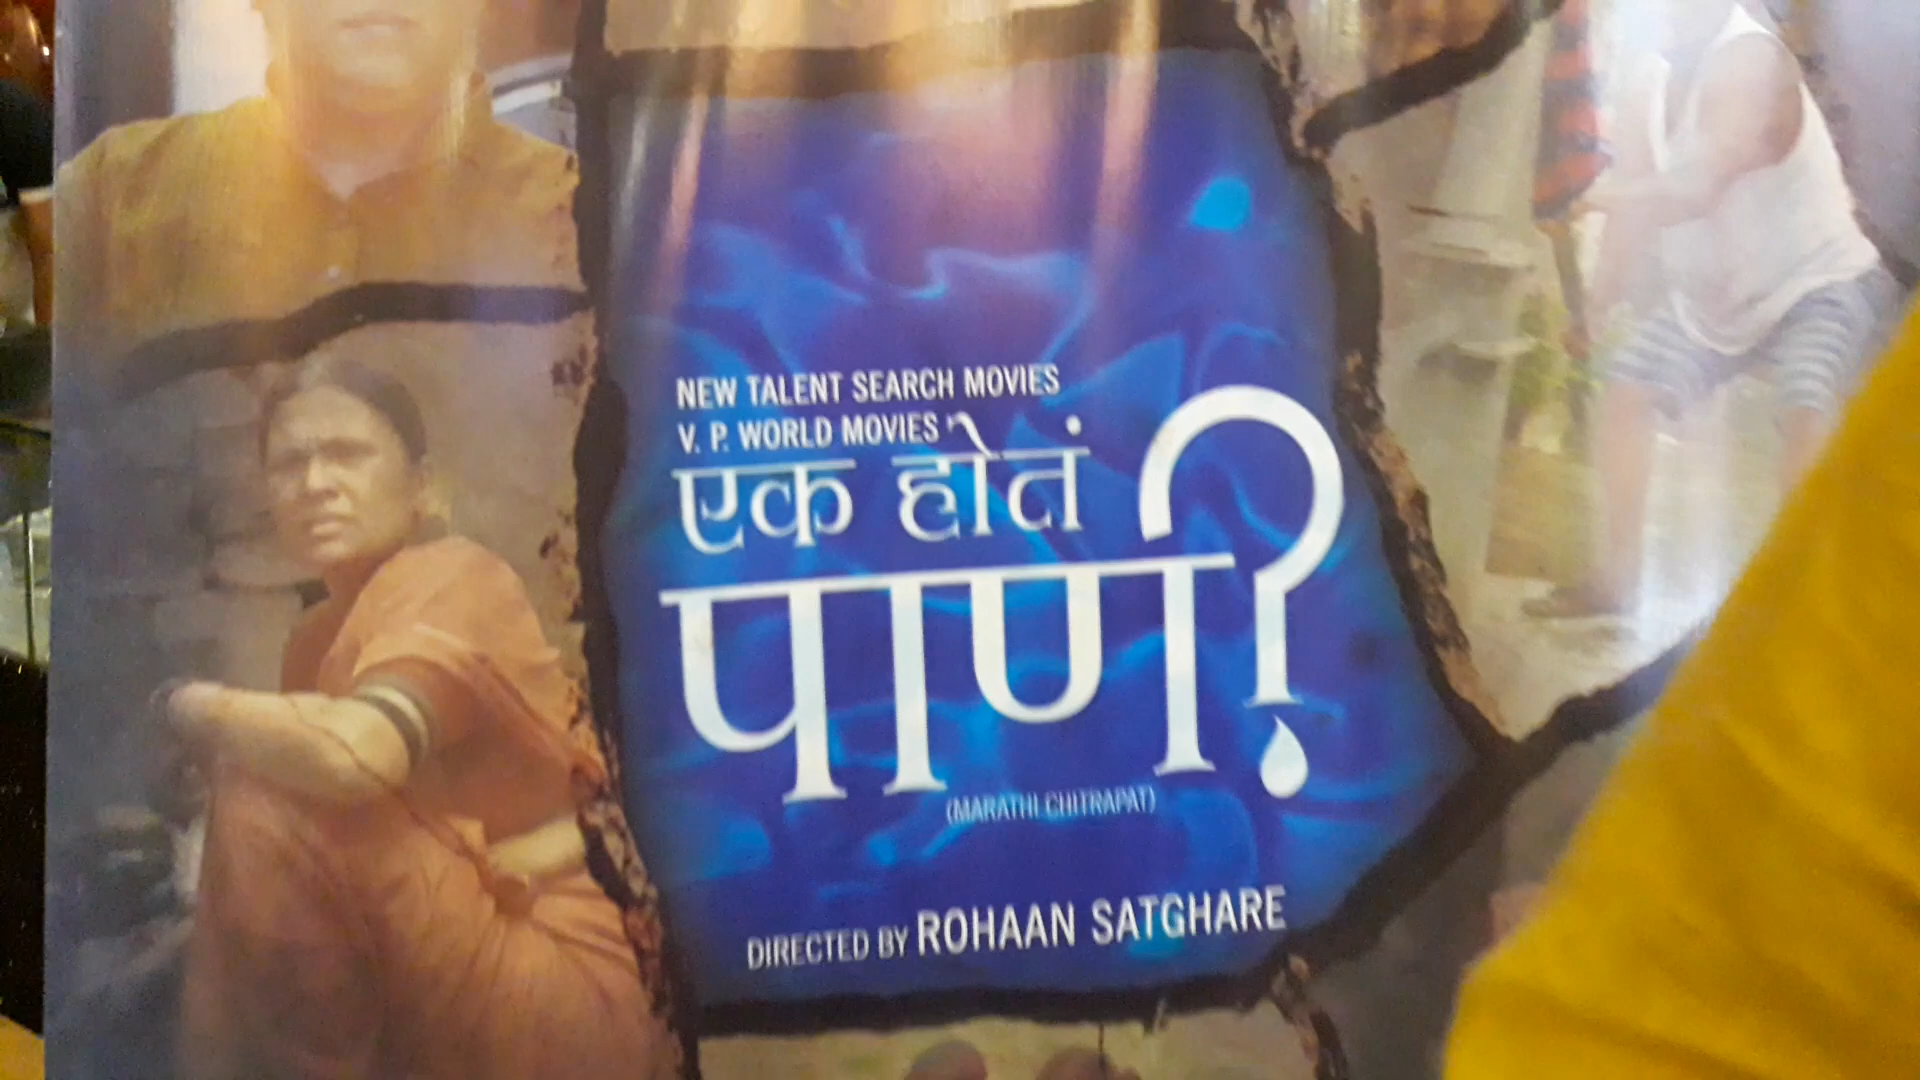 NEW TALENT SEARCH MOVIES
V. P. WORLD MOVIES
एक होतं
पाणी?
(MARATHI CHITRAPAT)
DIRECTED BY ROHAAN SATGHARE